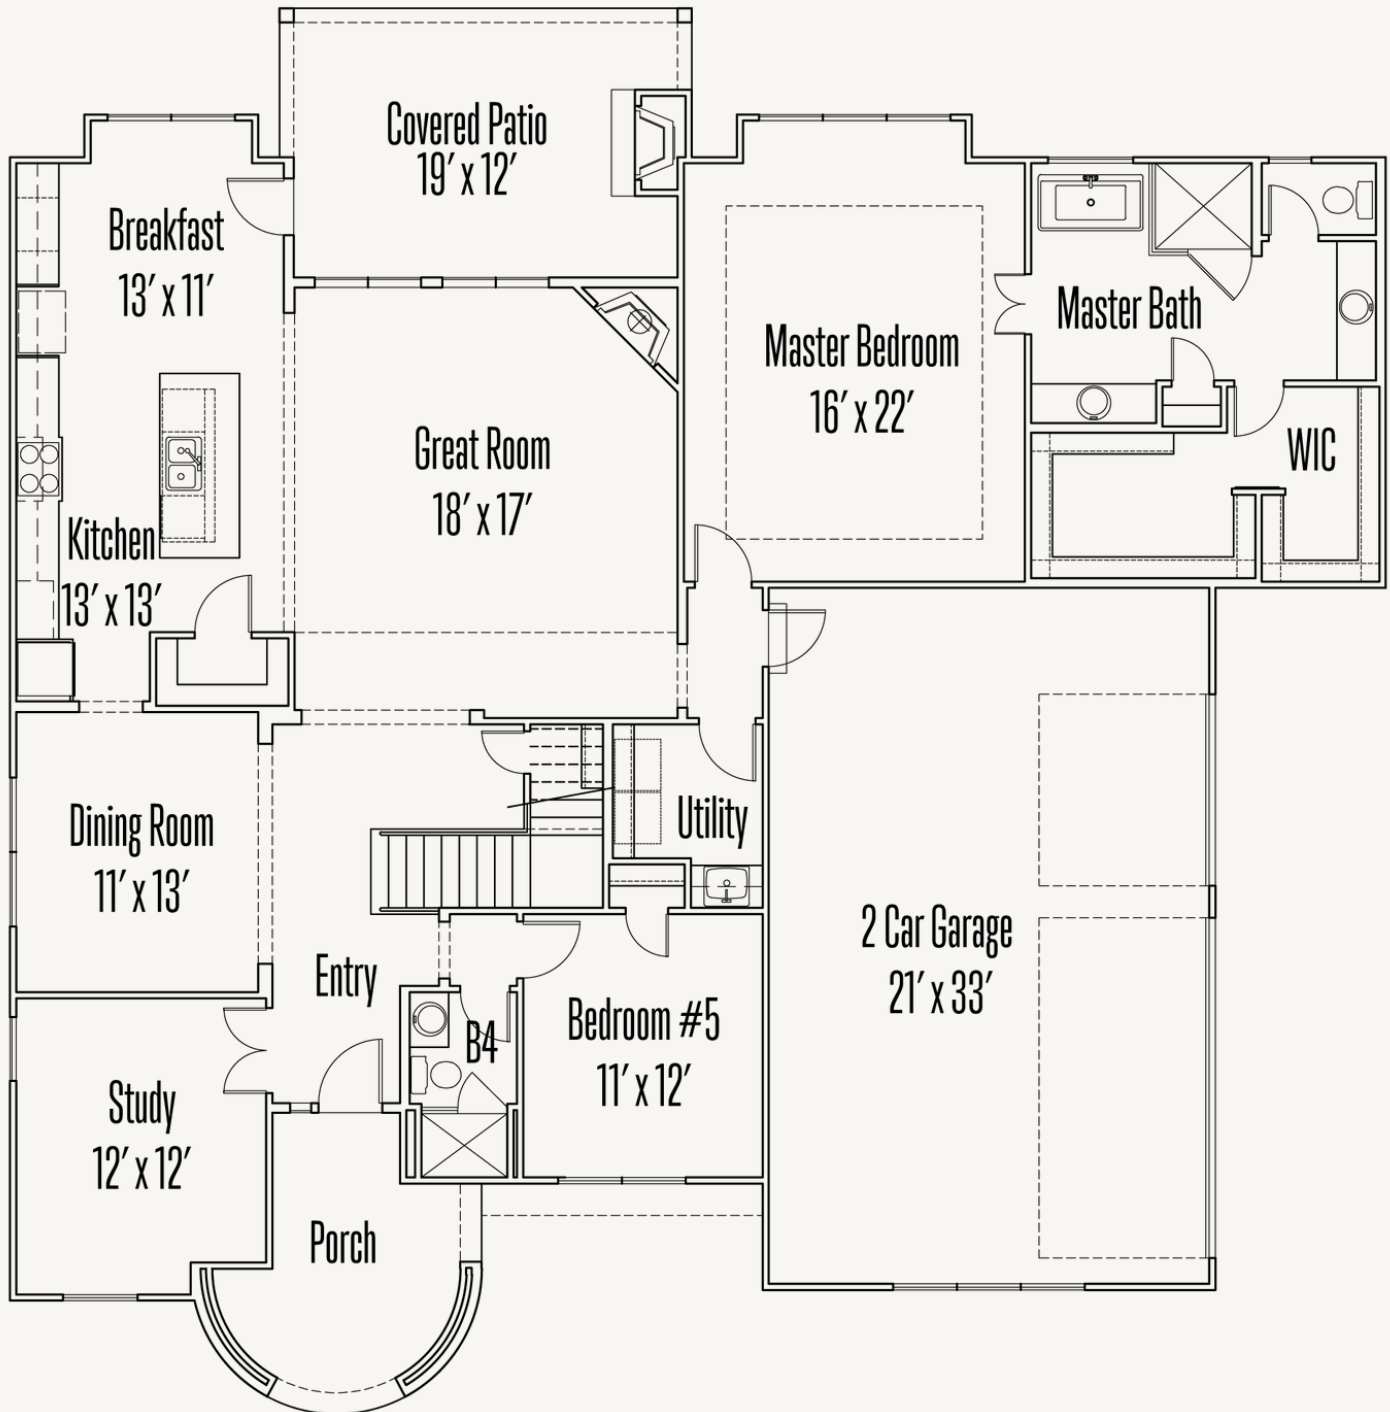 Covered Patio
19' x 12'
Breakfast
13' x 11'
Master Bath
Master Bedroom
16' x 22'
Great Room
18' x 17'
WIC
Kitchen
13' x 13'
Dining Room
11' x 13'
Utility
2 Car Garage
21' x 33'
Entry
B4
Bedroom #5
11' x 12'
Study
12' x 12'
Porch